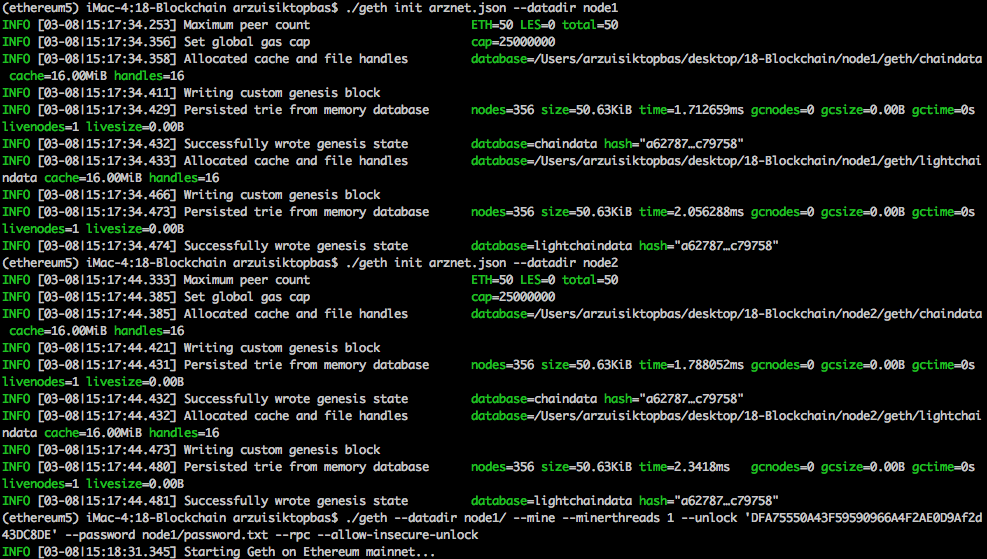 (ethereum5) iMac-4:18-Blockchain arzuisiktopbas$ ./geth init arznet.json --datadir node1
INFO [03-08|15:17:34.253] Maximum peer count ETH=50 LES=0 total=50
INFO [03-08|15:17:34.356] Set global gas cap cap=25000000
INFO [03-08|15:17:34.358] Allocated cache and file handles database=/Users/arzuisiktopbas/desktop/18-Blockchain/node1/geth/chaindata
cache=16.00MiB handles=16
INFO [03-08|15:17:34.411] Writing custom genesis block
INFO [03-08|15:17:34.429] Persisted trie from memory database nodes=356 size=50.63KiB time=1.712659ms gcnodes=0 gcsize=0.00B gctime=0s
livenodes=1 livesize=0.00B
INFO [03-08|15:17:34.432] Successfully wrote genesis state database=chaindata hash="a62787…c79758"
INFO [03-08|15:17:34.433] Allocated cache and file handles database=/Users/arzuisiktopbas/desktop/18-Blockchain/node1/geth/lightchai
ndata cache=16.00MiB handles=16
INFO [03-08|15:17:34.466] Writing custom genesis block
INFO [03-08|15:17:34.473] Persisted trie from memory database nodes=356 size=50.63KiB time=2.056288ms gcnodes=0 gcsize=0.00B gctime=0s
livenodes=1 livesize=0.00B
INFO [03-08|15:17:34.474] Successfully wrote genesis state database=lightchaindata hash="a62787…c79758"
(ethereum5) iMac-4:18-Blockchain arzuisiktopbas$ ./geth init arznet.json --datadir node2
INFO [03-08|15:17:44.333] Maximum peer count ETH=50 LES=0 total=50
INFO [03-08|15:17:44.385] Set global gas cap cap=25000000
INFO [03-08|15:17:44.385] Allocated cache and file handles database=/Users/arzuisiktopbas/desktop/18-Blockchain/node2/geth/chaindata
cache=16.00MiB handles=16
INFO [03-08|15:17:44.421] Writing custom genesis block
INFO [03-08|15:17:44.431] Persisted trie from memory database nodes=356 size=50.63KiB time=1.788052ms gcnodes=0 gcsize=0.00B gctime=0s
livenodes=1 livesize=0.00B
INFO [03-08|15:17:44.432] Successfully wrote genesis state database=chaindata hash="a62787…c79758"
INFO [03-08|15:17:44.432] Allocated cache and file handles database=/Users/arzuisiktopbas/desktop/18-Blockchain/node2/geth/lightchai
ndata cache=16.00MiB handles=16
INFO [03-08|15:17:44.473] Writing custom genesis block
INFO [03-08|15:17:44.480] Persisted trie from memory database nodes=356 size=50.63KiB time=2.3418ms gcnodes=0 gcsize=0.00B gctime=0s
livenodes=1 livesize=0.00B
INFO [03-08|15:17:44.481] Successfully wrote genesis state database=lightchaindata hash="a62787…c79758"
(ethereum5) iMac-4:18-Blockchain arzuisiktopbas$ ./geth --datadir node1/ --mine --minerthreads 1 --unlock 'DFA75550A43F59590966A4F2AE0D9Af2d
43DC8DE' --password node1/password.txt --rpc --allow-insecure-unlock
INFO [03-08|15:18:31.345] Starting Geth on Ethereum mainnet...